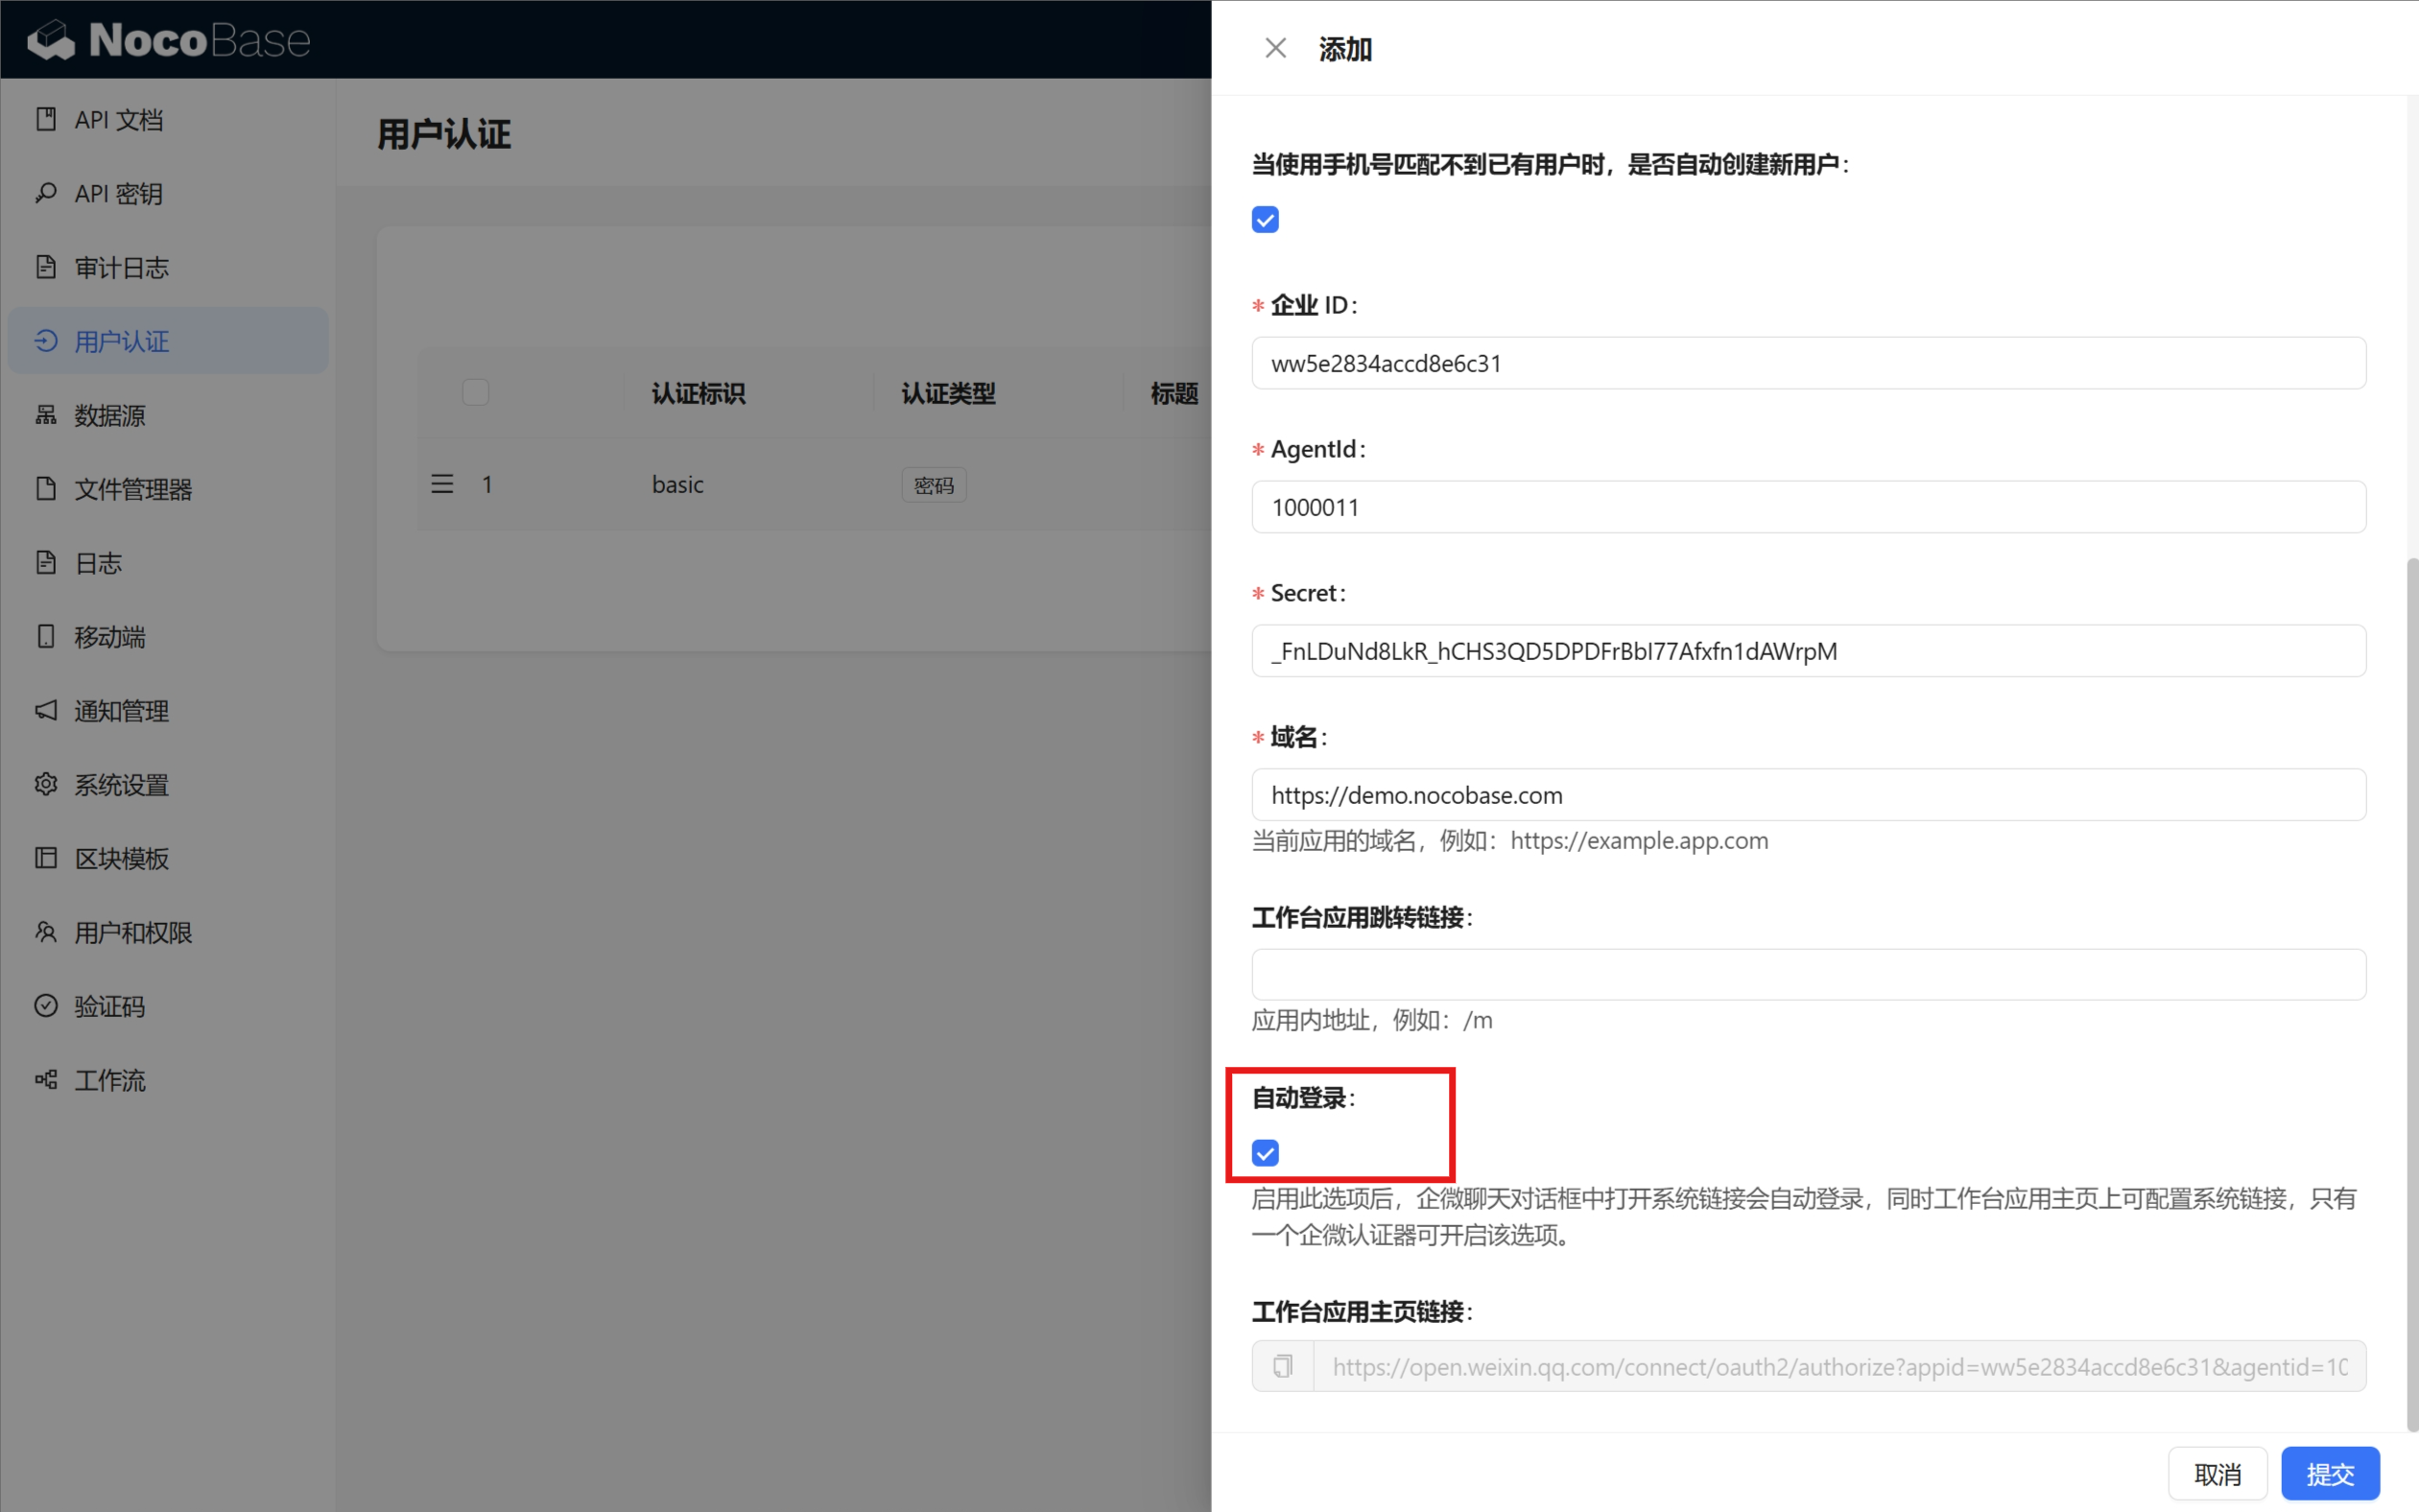 NocoBase
API 文档
API 密钥
审计日志
用户认证
数据源
文件管理器
日志
移动端
通知管理
系统设置
区块模板
用户和权限
验证码
工作流
用户认证
认证标识
认证类型
标题
1
basic
密码
添加
当使用手机号匹配不到已有用户时，是否自动创建新用户：
* 企业 ID：
ww5e2834accd8e6c31
* AgentId：
1000011
* Secret：
_FnLDuNd8LkR_hCHS3QD5DPDFrBbI77Afxfn1dAWrpM
* 域名：
https://demo.nocobase.com
当前应用的域名，例如：https://example.app.com
工作台应用跳转链接：
应用内地址，例如：/m
自动登录：
启用此选项后，企微聊天对话框中打开系统链接会自动登录，同时工作台应用主页上可配置系统链接，只有
一个企微认证器可开启该选项。
工作台应用主页链接：
https://open.weixin.qq.com/connect/oauth2/authorize?appid=ww5e2834accd8e6c31&agentid=10
取消
提交